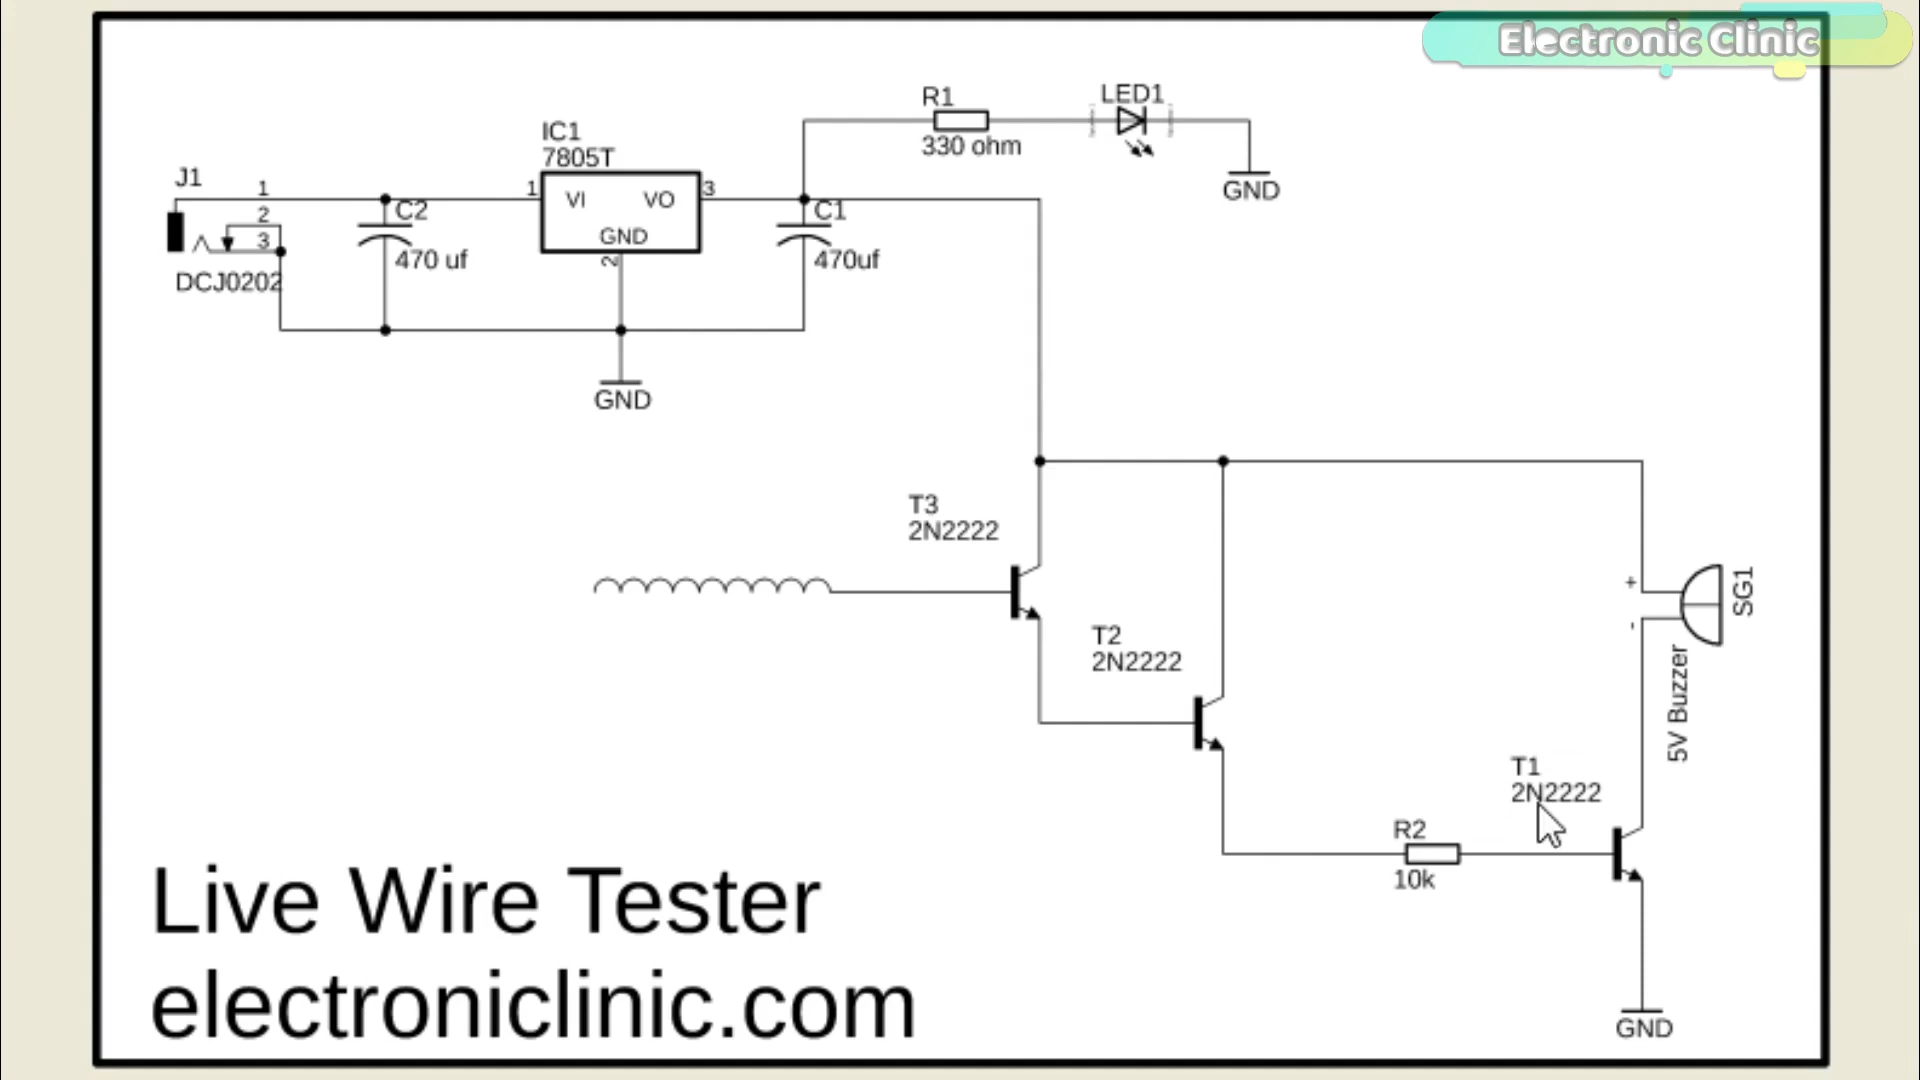 Electronic Clinic
R1
330 ohm
LED1
GND
IC1
7805T
1
VI
VO
3
GND
2
J1
1
2
3
DCJ0202
C2
470 uf
C1
470uf
GND
T3
2N2222
T2
2N2222
+
-
SG1
5V Buzzer
T1
2N2222
R2
10k
GND
Live Wire Tester
electroniclinic.com